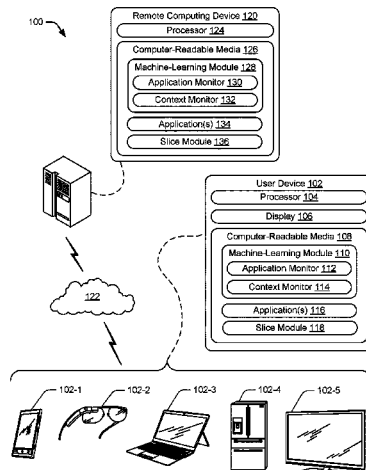 100
Remote Computing Device 120
Processor 124
Computer-Readable Media 126
Machine-Learning Module 128
Application Monitor 130
Context Monitor 132
Application(s) 134
Slice Module 136
User Device 102
Processor 104
Display 106
Computer-Readable Media 108
Machine-Learning Module 110
Application Monitor 112
Context Monitor 114
Application(s) 116
Slice Module 118
122
102-1 102-2 102-3 102-4 102-5